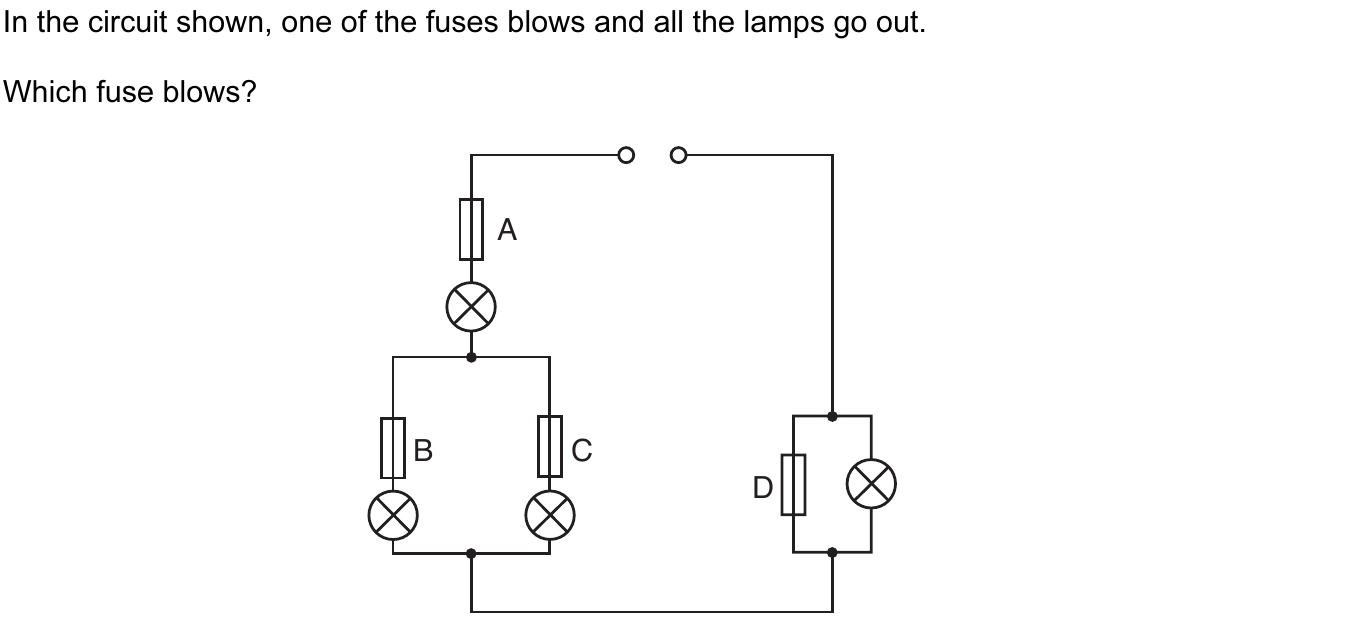 In the circuit shown, one of the fuses blows and all the lamps go out.
Which fuse blows?
A
B
C
D